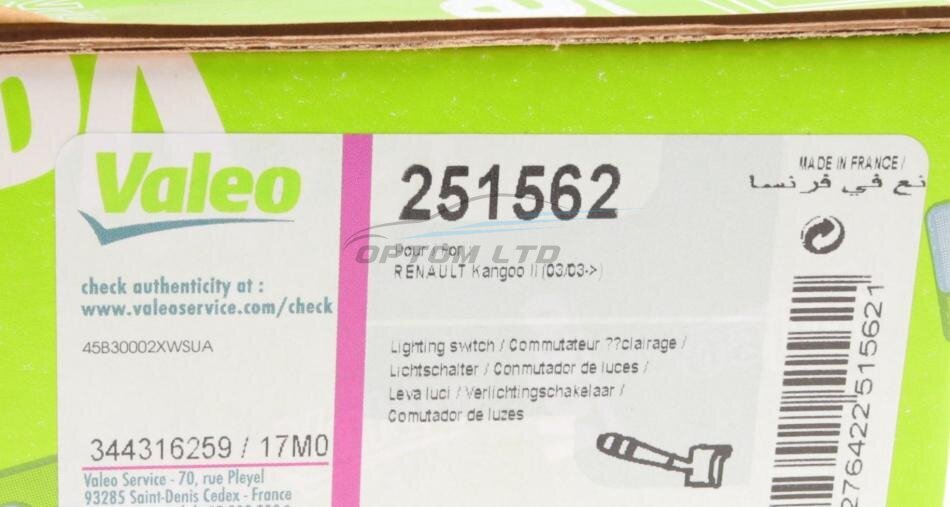 Valeo
check authenticity at :
www.valeoservice.com/check
45B30002XWSUA
344316259 / 17M0
Valeo Service - 70, rue Pleyel
93285 Saint-Denis Cedex - France
251562
Pour / For
OPTOM LTD
RENAULT Kangoo II (03/03->)
Lighting switch / Commutateur ??clairage /
Lichtschalter / Conmutador de luces /
Leva luci / Verlichtingschakelaar /
Comutador de luzes
MADE IN FRANCE /
نع في فرنسا
276422515621